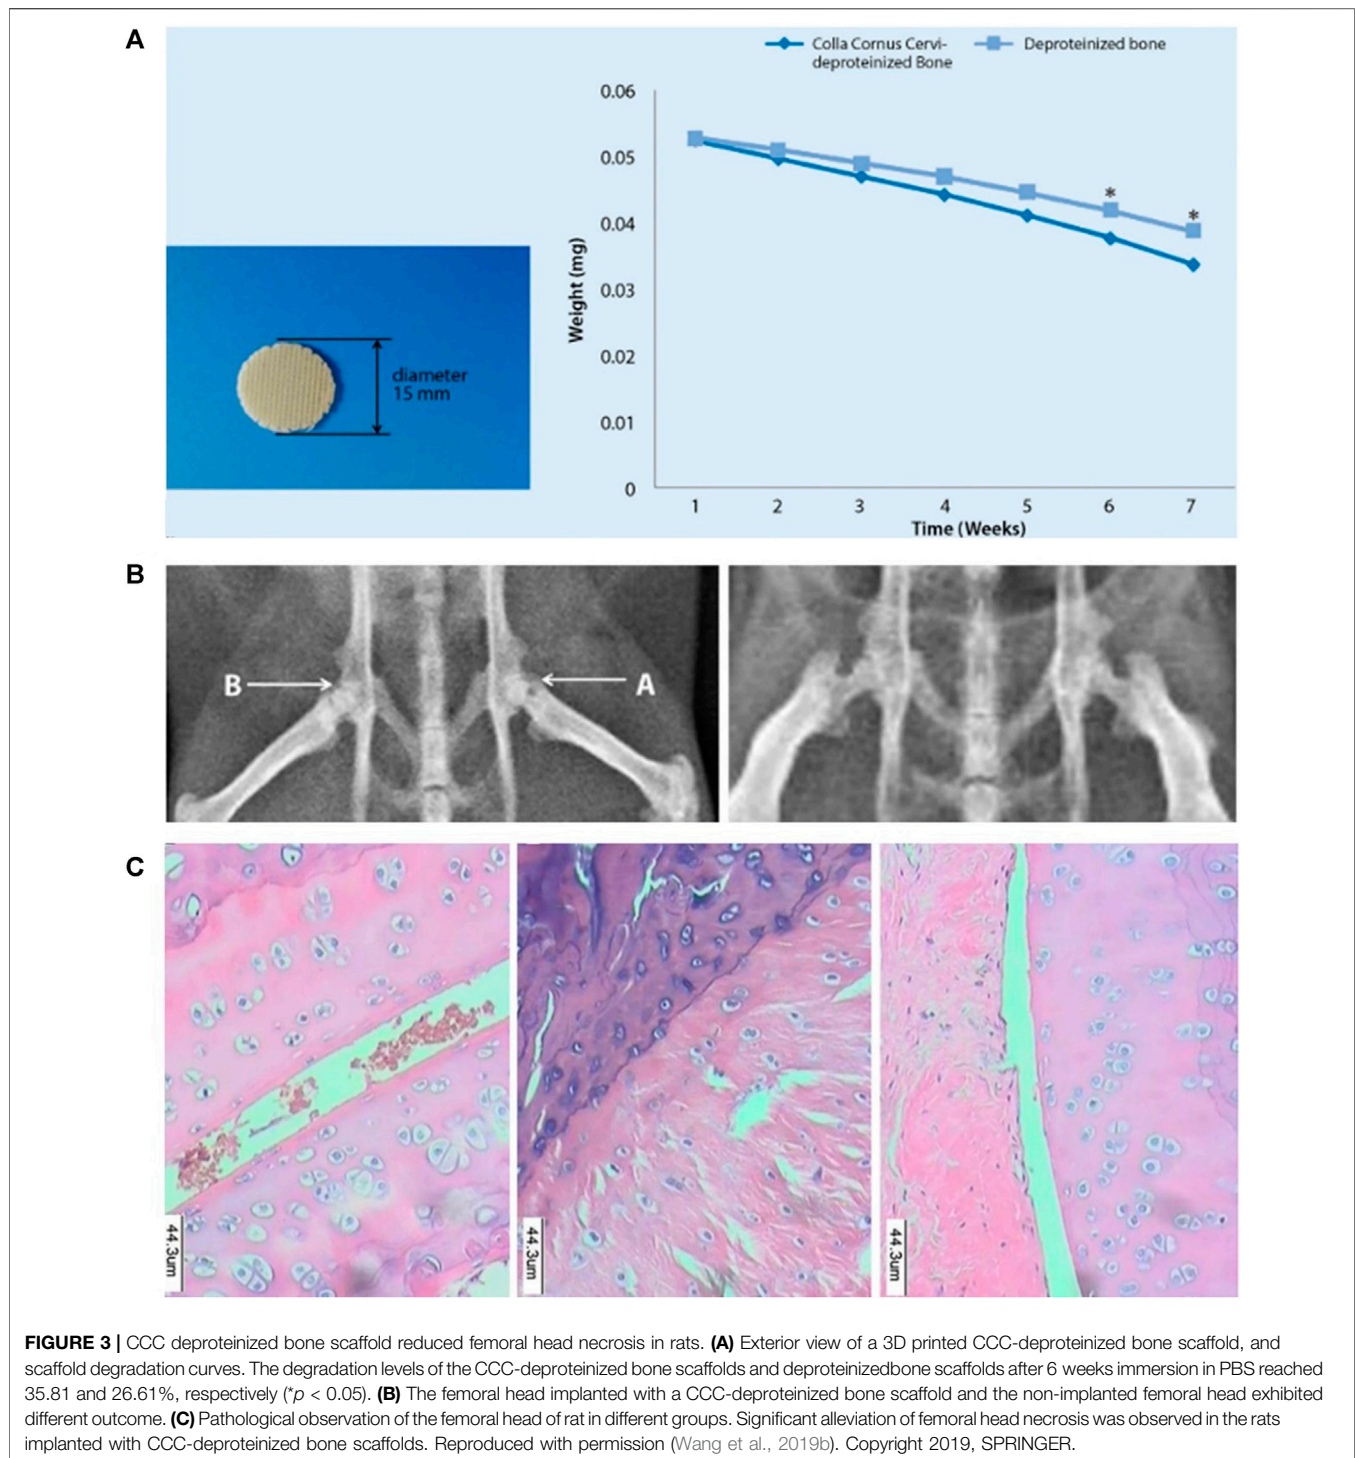 A
Colla Cornus Cervi-
deproteinized Bone
Deproteinized bone
0.06
0.05
0.04
0.03
0.02
0.01
0
Weight (mg)
*
*
diameter
15 mm
1 2 3 4 5 6 7
Time (Weeks)
B
B
A
C
44.3um
44.3um
44.3um
FIGURE 3 | CCC deproteinized bone scaffold reduced femoral head necrosis in rats. (A) Exterior view of a 3D printed CCC-deproteinized bone scaffold, and
scaffold degradation curves. The degradation levels of the CCC-deproteinized bone scaffolds and deproteinizedbone scaffolds after 6 weeks immersion in PBS reached
35.81 and 26.61%, respectively (*p < 0.05). (B) The femoral head implanted with a CCC-deproteinized bone scaffold and the non-implanted femoral head exhibited
different outcome. (C) Pathological observation of the femoral head of rat in different groups. Significant alleviation of femoral head necrosis was observed in the rats
implanted with CCC-deproteinized bone scaffolds. Reproduced with permission (Wang et al., 2019b). Copyright 2019, SPRINGER.